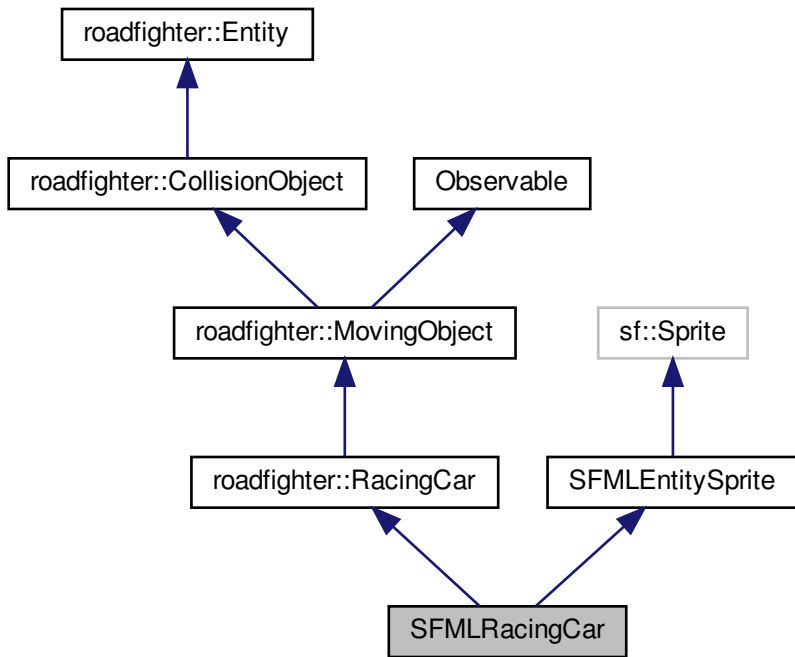 roadfighter::Entity
roadfighter::CollisionObject
Observable
roadfighter::MovingObject
sf::Sprite
roadfighter::RacingCar
SFMLEntitySprite
SFMLRacingCar